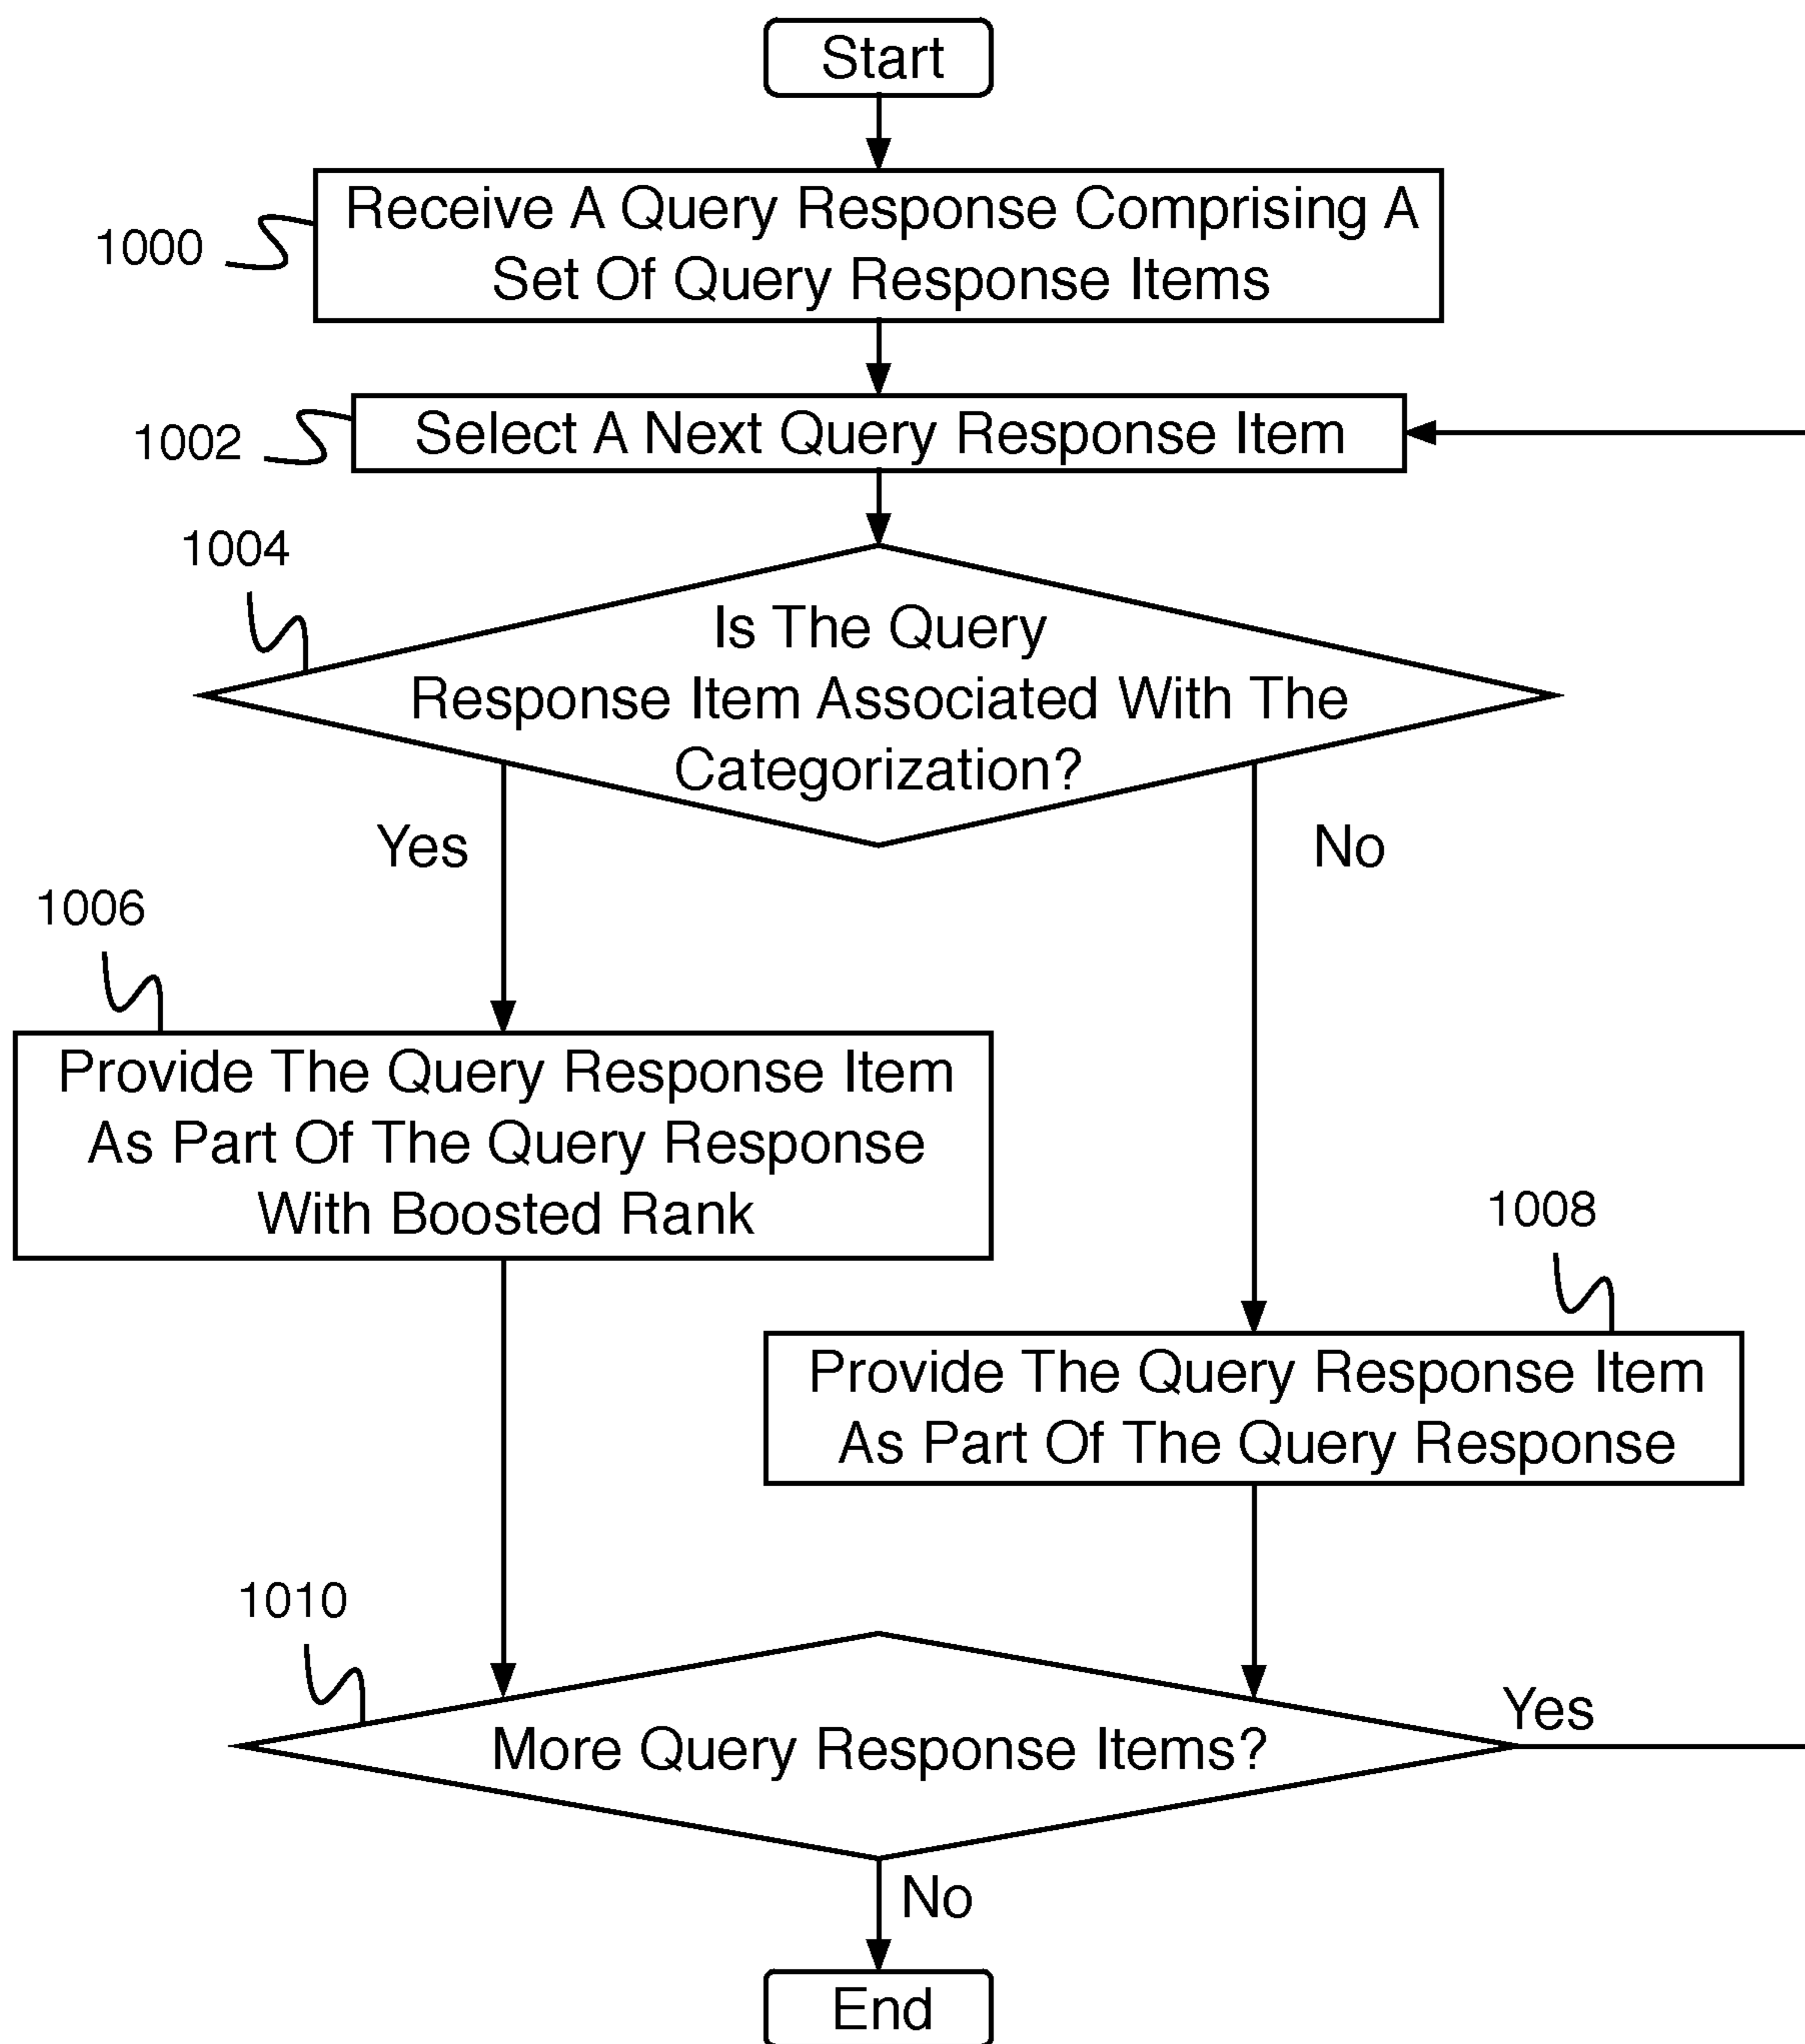 Start
1000
Receive A Query Response Comprising A
Set Of Query Response Items
1002
Select A Next Query Response Item
1004
Is The Query
Response Item Associated With The
Categorization?
Yes
No
1006
Provide The Query Response Item
As Part Of The Query Response
With Boosted Rank
1008
Provide The Query Response Item
As Part Of The Query Response
1010
More Query Response Items?
Yes
No
End